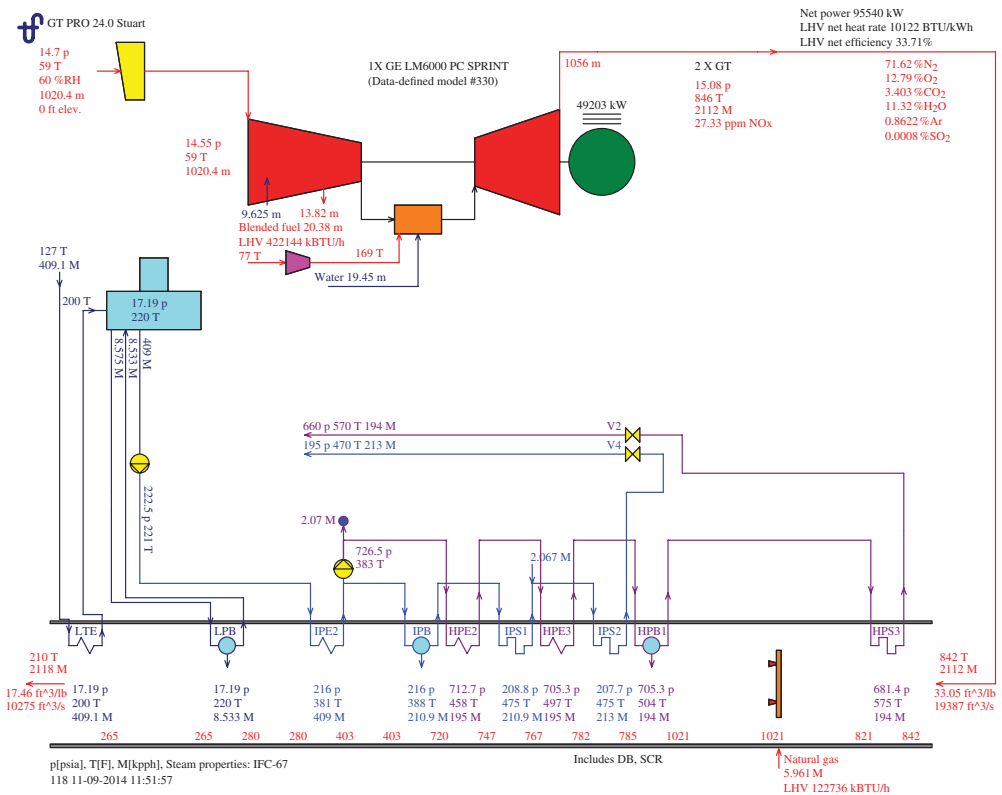 GT PRO 24.0 Stuart
Net power 95540 kW
LHV net heat rate 10122 BTU/kWh
LHV net efficiency 33.71%
14.7 p
59 T
60 %RH
1020.4 m
0 ft elev.
1X GE LM6000 PC SPRINT
(Data-defined model #330)
1056 m
2 X GT
15.08 p
846 T
2112 M
27.33 ppm NOx
71.62 %N₂
12.79 %O₂
3.403 %CO₂
11.32 %H₂O
0.8622 %Ar
0.0008 %SO₂
49203 kW
14.55 p
59 T
1020.4 m
9.625 m
13.82 m
Blended fuel 20.38 m
LHV 422144 kBTU/h
77 T
169 T
Water 19.45 m
127 T
409.1 M
200 T
17.19 p
220 T
8.575 M
8.533 M
409 M
222.5 p 221 T
660 p 570 T 194 M
V2
195 p 470 T 213 M
V4
2.07 M
726.5 p
383 T
2.067 M
LTE
LPB
IPE2
IPB
HPE2
IPS1
HPE3
IPS2
HPB1
HPS3
210 T
2118 M
17.46 ft^3/lb
10275 ft^3/s
842 T
2112 M
33.05 ft^3/lb
19387 ft^3/s
17.19 p
200 T
409.1 M
17.19 p
220 T
8.533 M
216 p
381 T
409 M
216 p
388 T
210.9 M
712.7 p
458 T
195 M
208.8 p
475 T
210.9 M
705.3 p
497 T
195 M
207.7 p
475 T
213 M
705.3 p
504 T
194 M
681.4 p
575 T
194 M
265 265 280 280 403 403 720 747 767 782 785 1021 1021 821 842
p[psia], T[F], M[kpph], Steam properties: IFC-67
118 11-09-2014 11:51:57
Includes DB, SCR
Natural gas
5.961 M
LHV 122736 kBTU/h